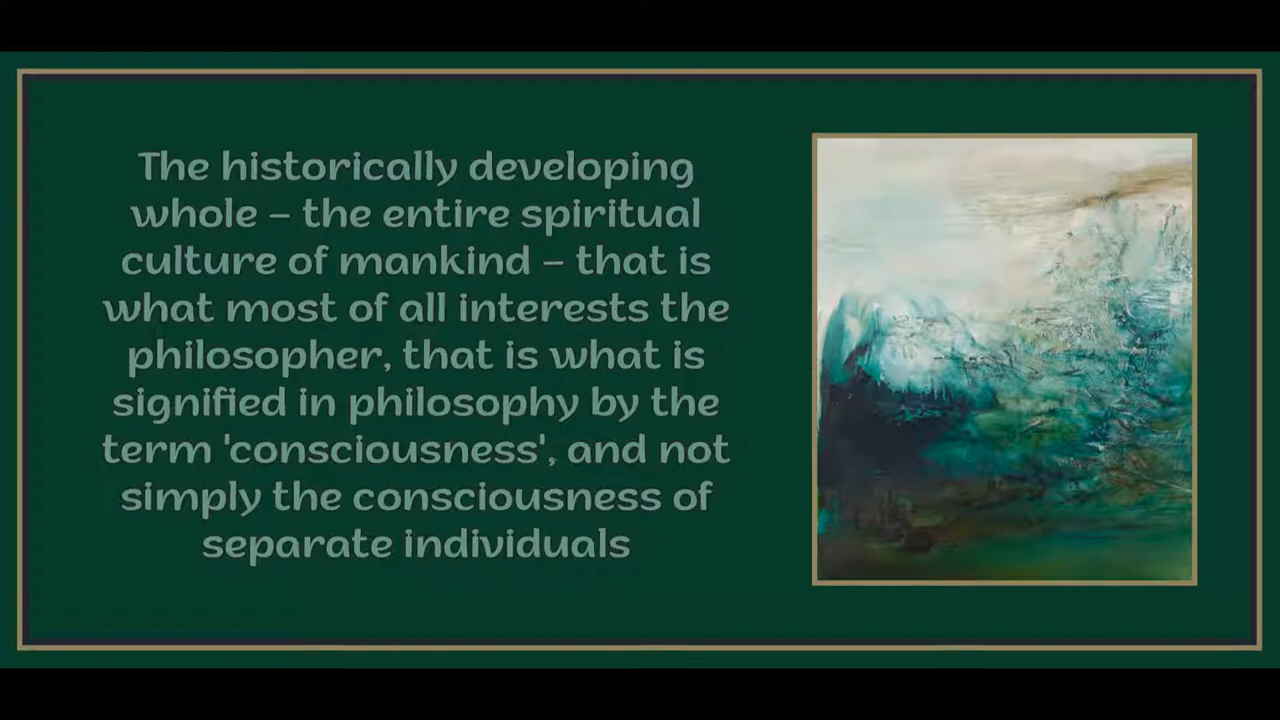 The historically developing
whole – the entire spiritual
culture of mankind – that is
what most of all interests the
philosopher, that is what is
signified in philosophy by the
term 'consciousness', and not
simply the consciousness of
separate individuals